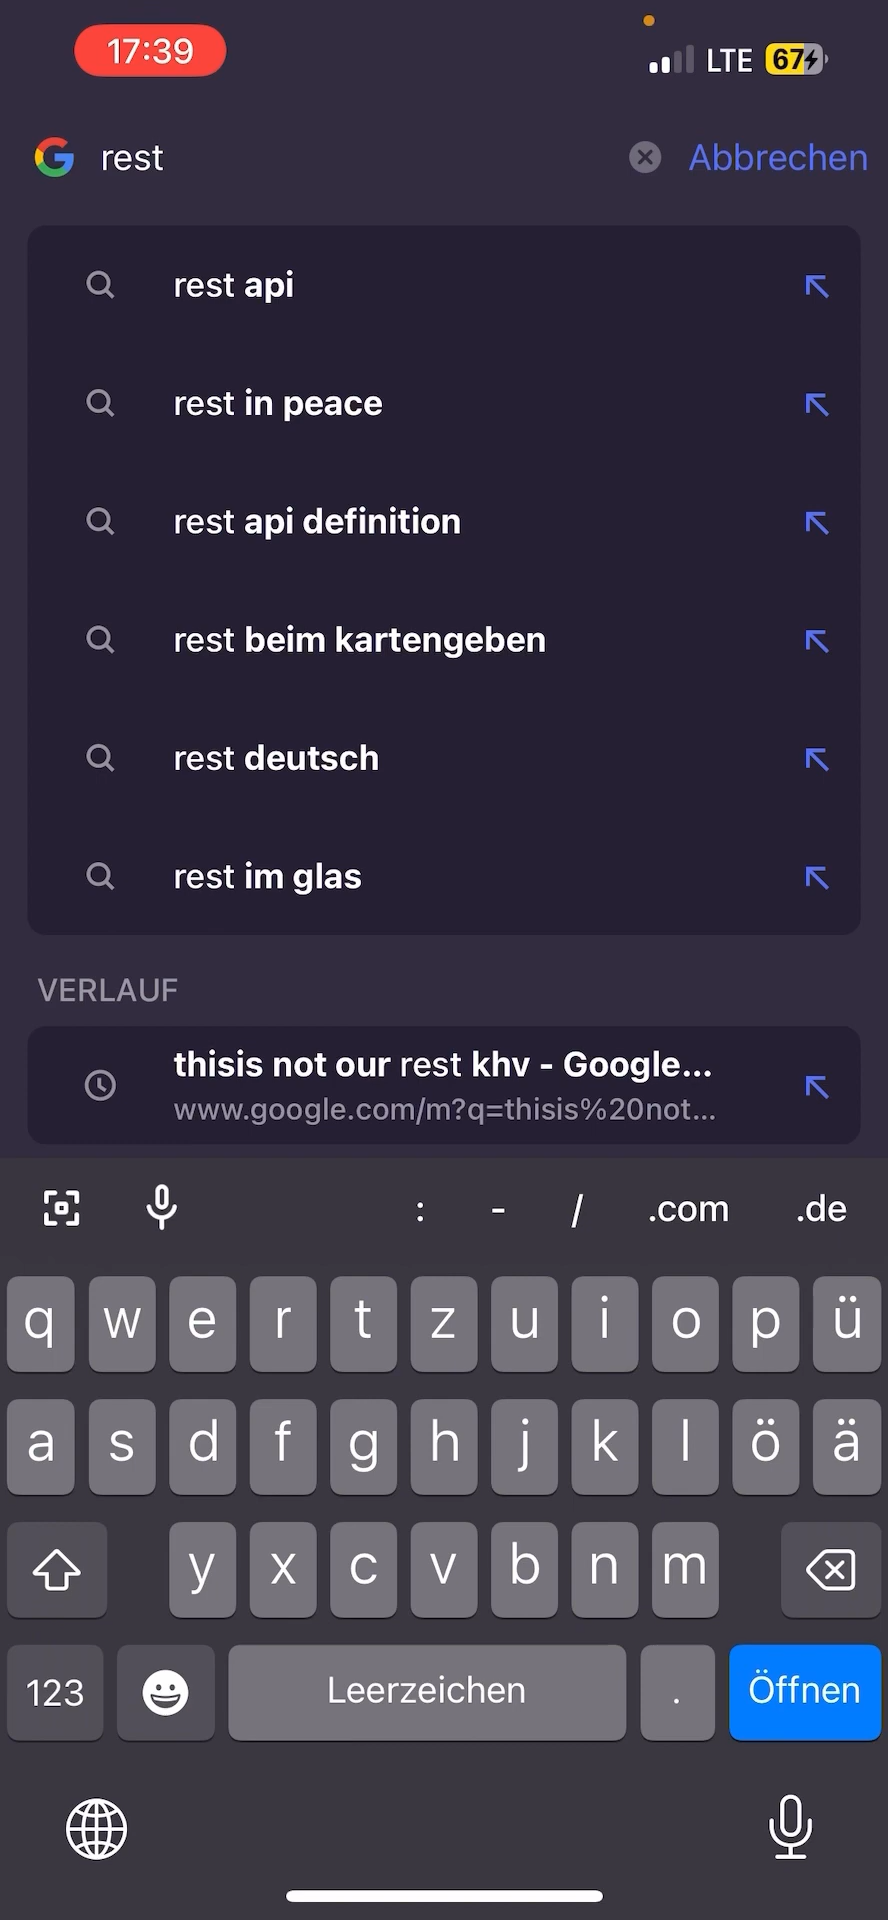 17:39
LTE 67
rest
Abbrechen
rest api
rest in peace
rest api definition
rest beim kartengeben
rest deutsch
rest im glas
VERLAUF
thisis not our rest khv - Google...
www.google.com/m?q=thisis%20not...
: - / .com .de
q w e r t z u i o p ü
a s d f g h j k l ö ä
y x c v b n m
123 Leerzeichen . Öffnen